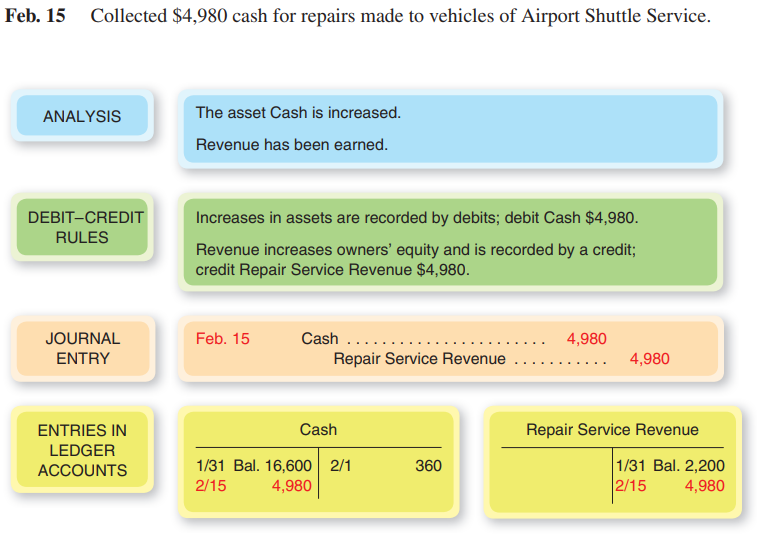 Feb. 15 Collected $4,980 cash for repairs made to vehicles of Airport Shuttle Service.
ANALYSIS
The asset Cash is increased.
Revenue has been earned.
DEBIT–CREDIT
RULES
Increases in assets are recorded by debits; debit Cash $4,980.
Revenue increases owners’ equity and is recorded by a credit;
credit Repair Service Revenue $4,980.
JOURNAL
ENTRY
Feb. 15 Cash . . . . . . . . . . . . . . . . . . . . . . . 4,980
Repair Service Revenue . . . . . . . . . . . 4,980
ENTRIES IN
LEDGER
ACCOUNTS
Cash
1/31 Bal. 16,600 2/1 360
2/15 4,980
Repair Service Revenue
1/31 Bal. 2,200
2/15 4,980